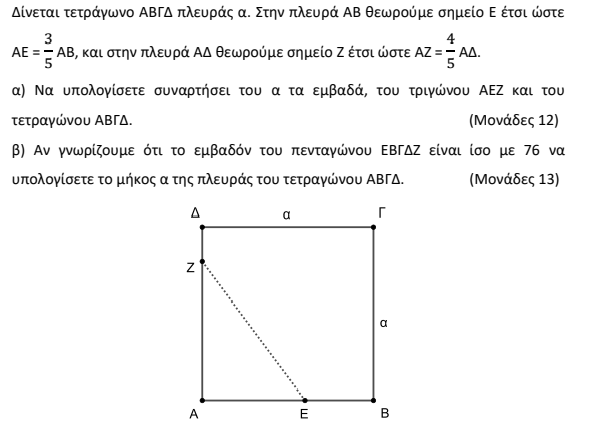 Δίνεται τετράγωνο ΑΒΓΔ πλευράς α. Στην πλευρά ΑΒ θεωρούμε σημείο Ε έτσι ώστε
ΑΕ = 3/5 ΑΒ, και στην πλευρά ΑΔ θεωρούμε σημείο Ζ έτσι ώστε ΑΖ = 4/5 ΑΔ.
α) Να υπολογίσετε συναρτήσει του α τα εμβαδά, του τριγώνου ΑΕΖ και του
τετραγώνου ΑΒΓΔ. (Μονάδες 12)
β) Αν γνωρίζουμε ότι το εμβαδόν του πενταγώνου ΕΒΓΔΖ είναι ίσο με 76 να
υπολογίσετε το μήκος α της πλευράς του τετραγώνου ΑΒΓΔ. (Μονάδες 13)
Δ α Γ
Ζ
α
Α Ε Β